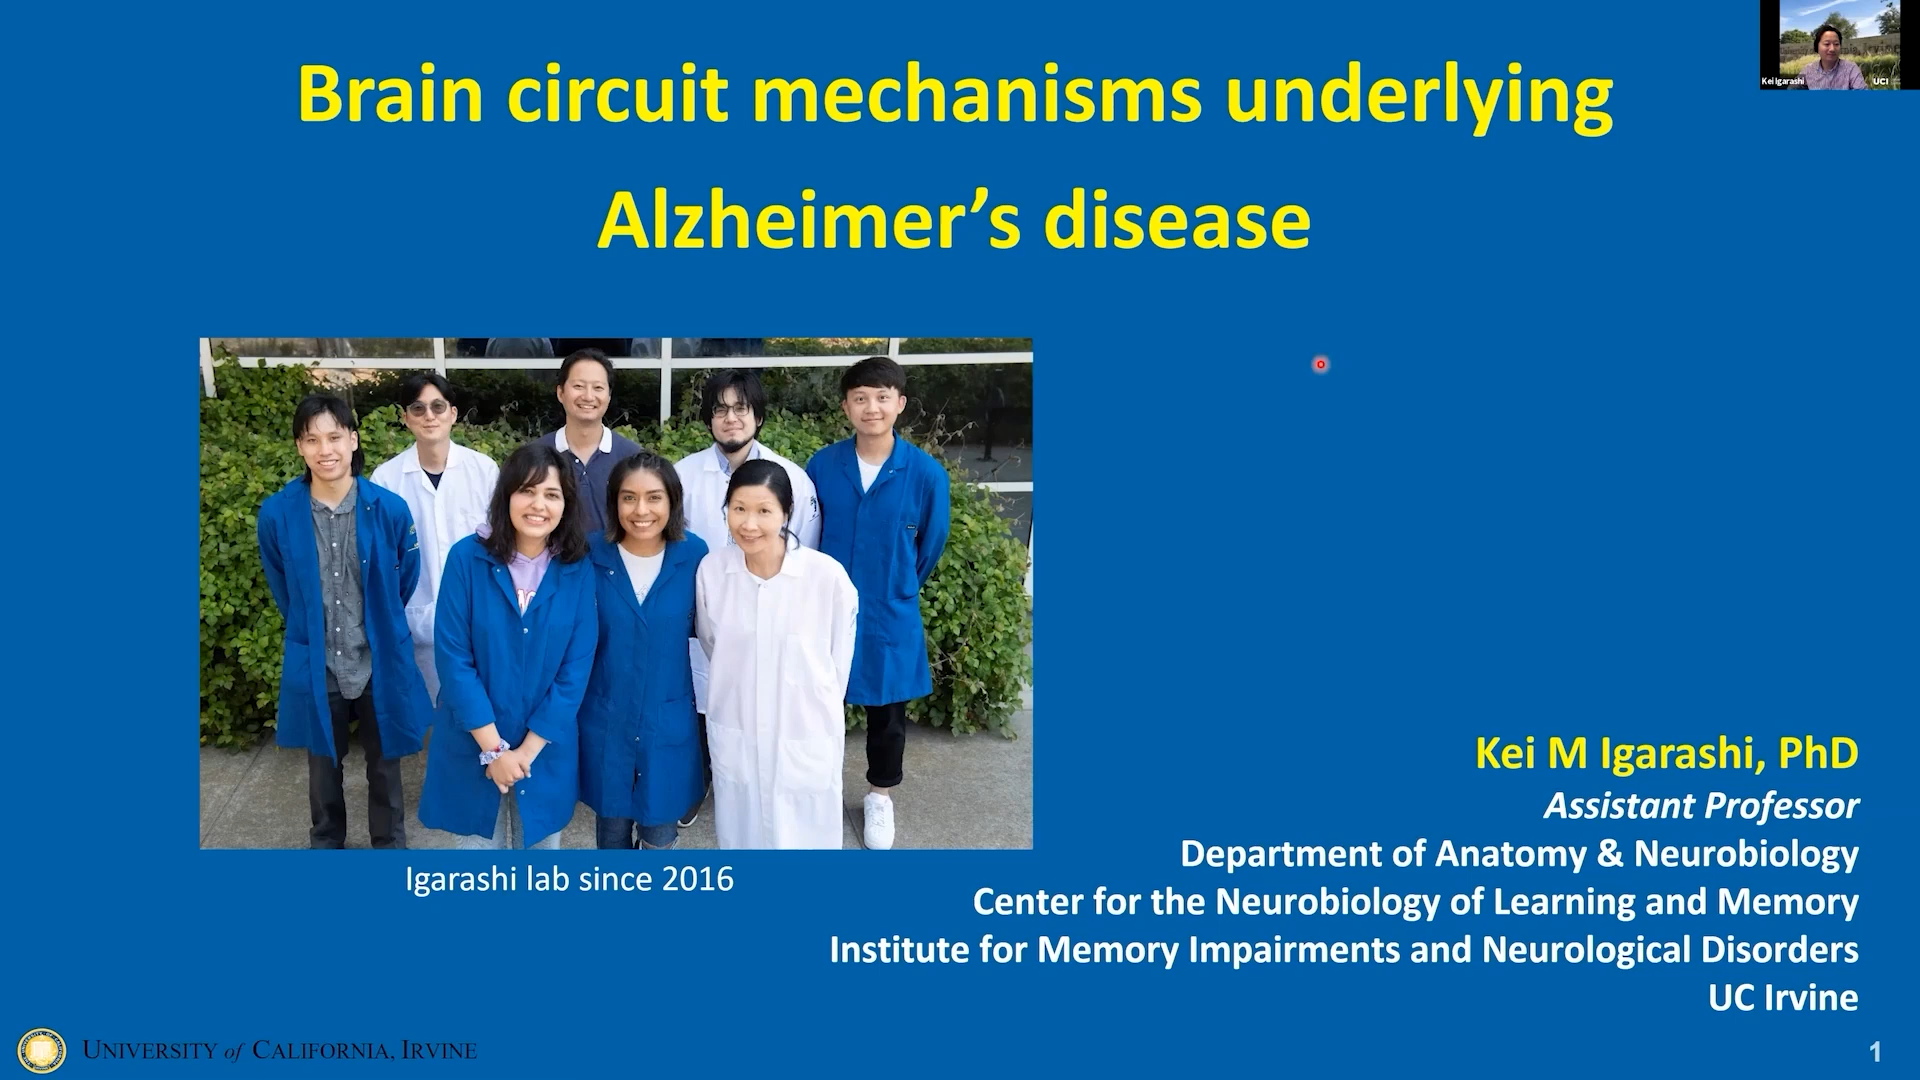 Brain circuit mechanisms underlying
Alzheimer’s disease
Kei Igarashi
UCI
Igarashi lab since 2016
Kei M Igarashi, PhD
Assistant Professor
Department of Anatomy & Neurobiology
Center for the Neurobiology of Learning and Memory
Institute for Memory Impairments and Neurological Disorders
UC Irvine
UNIVERSITY of CALIFORNIA, IRVINE
1